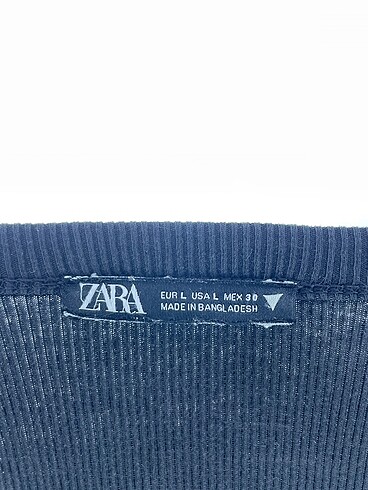 ZARA
EUR L USA L MEX 30
MADE IN BANGLADESH